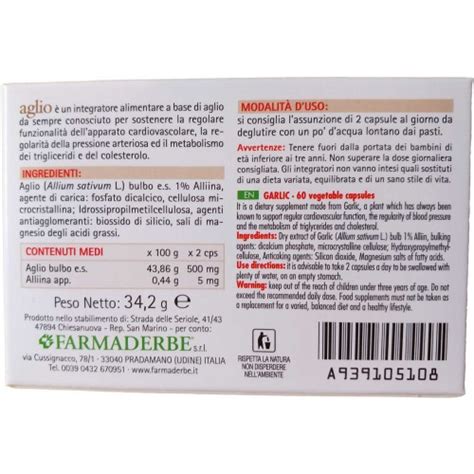 aglio è un integratore alimentare a base di aglio
da sempre conosciuto per sostenere la regolare
funzionalità dell'apparato cardiovascolare, la re-
golarità della pressione arteriosa ed il metabolismo
dei trigliceridi e del colesterolo.
INGREDIENTI:
Aglio (Allium sativum L.) bulbo e.s. 1% Alliina,
agente di carica: fosfato dicalcico, cellulosa micro-
cristallina; Idrossipropilmetilcellulosa, agenti
antiagglomeranti: biossido di silicio, sali di ma-
gnesio degli acidi grassi.
CONTENUTI MEDI x 100 g x 2 cps
Aglio bulbo e.s. 43,86 g 500 mg
Alliina app. 0,44 g 5 mg
Peso Netto: 34,2 g e
Prodotto nello stabilimento di: Strada delle Seriole, 41/43
47894 Chiesanuova - Rep. San Marino - per conto:
FARMADERBE s.r.l.
via Cussignacco, 78/1 - 33040 PRADAMANO (UDINE) ITALIA
Tel. 0039 0432 670951 - www.farmaderbe.it
MODALITÀ D'USO:
si consiglia l'assunzione di 2 capsule al giorno da
deglutire con un po' d'acqua lontano dai pasti.
Avvertenze: Tenere fuori dalla portata dei bambini di
età inferiore ai tre anni. Non superare la dose giornaliera
consigliata. Gli integratori non vanno intesi quali sostituti di
una dieta variata, equilibrata e di un sano stile di vita.
EN GARLIC - 60 vegetable capsules
It is a dietary supplement made from Garlic, a plant which has always been
known to support regular cardiovascular function, the regularity of blood pressure
and the metabolism of triglycerides and cholesterol.
Ingredients: Dry extract of Garlic (Allium sativum L.) bulb 1% Alliin, bulking
agents: dicalcium phosphate, microcrystalline cellulose; Hydroxypropylmethyl-
cellulose, Anticaking agents: Silicon dioxide, Magnesium salts of fatty acids.
Use directions: it is advisable to take 2 capsules a day to be swallowed with
plenty of water, on an empty stomach.
Warning: keep out of the reach of children under three years of age. Do not
exceed the recommended daily dose. Food supplements must not be taken as
instead of a varied, balanced diet and a healthy lifestyle.
RISPETTA LA NATURA
NON DISPERDERE
NELL'AMBIENTE
A939105108